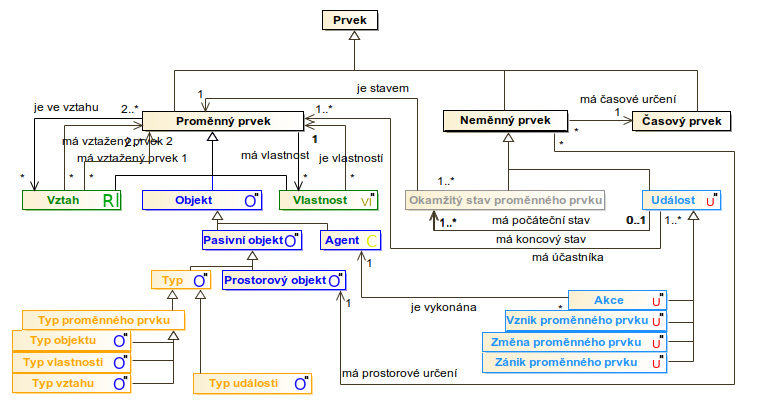 Prvek
je stavem
je ve vztahu
2..*
1
1..*
má časové určení
Proměnný prvek
Neměnný prvek
1
Časový prvek
*
*
má vztažený prvek 2
má vztažený prvek 1
má vlastnost
je vlastností
1
*
*
*
*
*
1..*
Vztah RI
Objekt O"
Vlastnost VI"
Okamžitý stav proměnného prvku
Událost U"
1..*
má počáteční stav
0..1
1..*
má koncový stav
má účastníka
Pasivní objekt O"
Agent C
1
Typ O"
Prostorový objekt O"
1
je vykonána
*
Akce U"
Vznik proměnného prvku U"
Změna proměnného prvku U"
Zánik proměnného prvku U"
Typ proměnného prvku
Typ objektu O"
Typ vlastnosti O"
Typ vztahu O"
Typ události O"
má prostorové určení